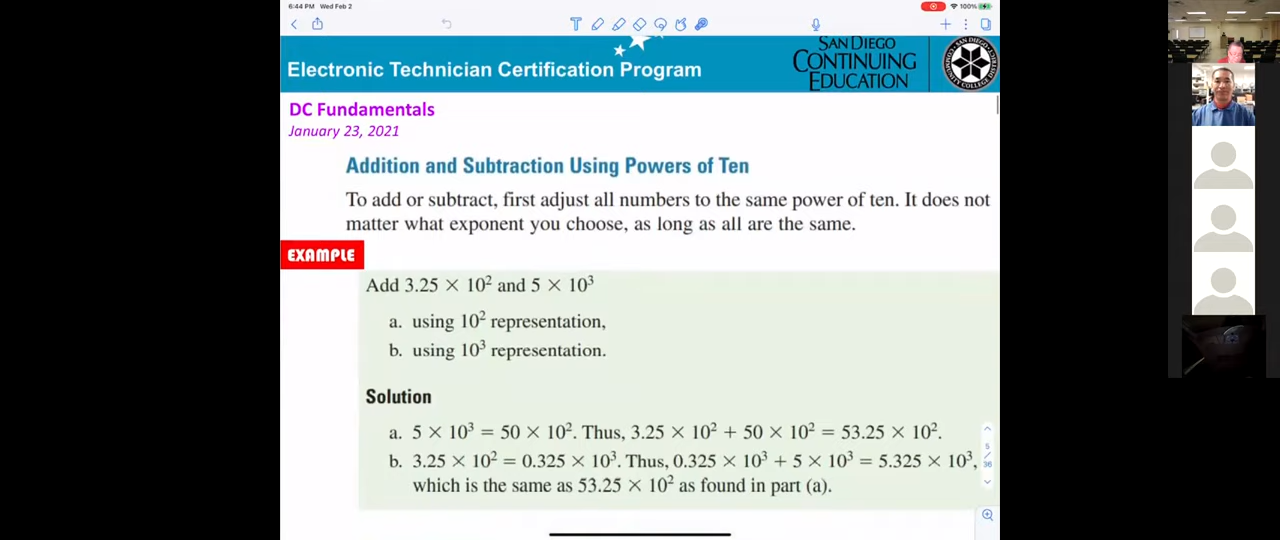 6:44 PM Wed Feb 2
100%
T
SAN DIEGO
CONTINUING
EDUCATION
Electronic Technician Certification Program
DC Fundamentals
January 23, 2021
Addition and Subtraction Using Powers of Ten
To add or subtract, first adjust all numbers to the same power of ten. It does not
matter what exponent you choose, as long as all are the same.
EXAMPLE
Add 3.25 × 10² and 5 × 10³
a. using 10² representation,
b. using 10³ representation.
Solution
a. 5 × 10³ = 50 × 10². Thus, 3.25 × 10² + 50 × 10² = 53.25 × 10².
b. 3.25 × 10² = 0.325 × 10³. Thus, 0.325 × 10³ + 5 × 10³ = 5.325 × 10³,
which is the same as 53.25 × 10² as found in part (a).
5
/
36